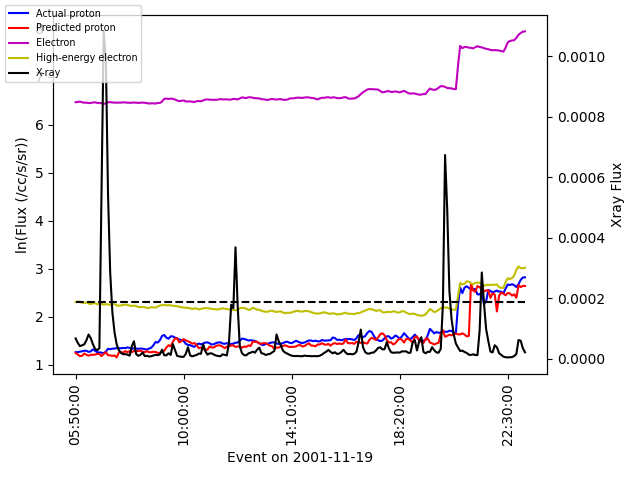 Actual proton
Predicted proton
Electron
High-energy electron
X-ray
6
5
4
3
2
1
ln(Flux (/cc/s/sr))
0.0010
0.0008
0.0006
0.0004
0.0002
0.0000
Xray Flux
05:50:00
10:00:00
14:10:00
18:20:00
22:30:00
Event on 2001-11-19